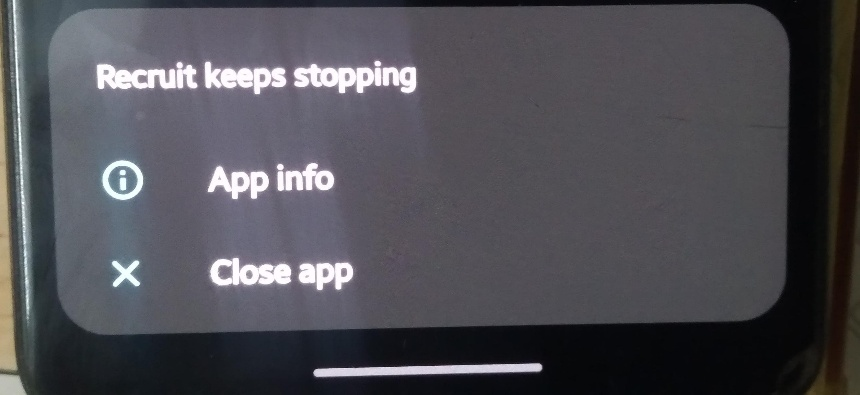 Recruit keeps stopping
App info
Close app